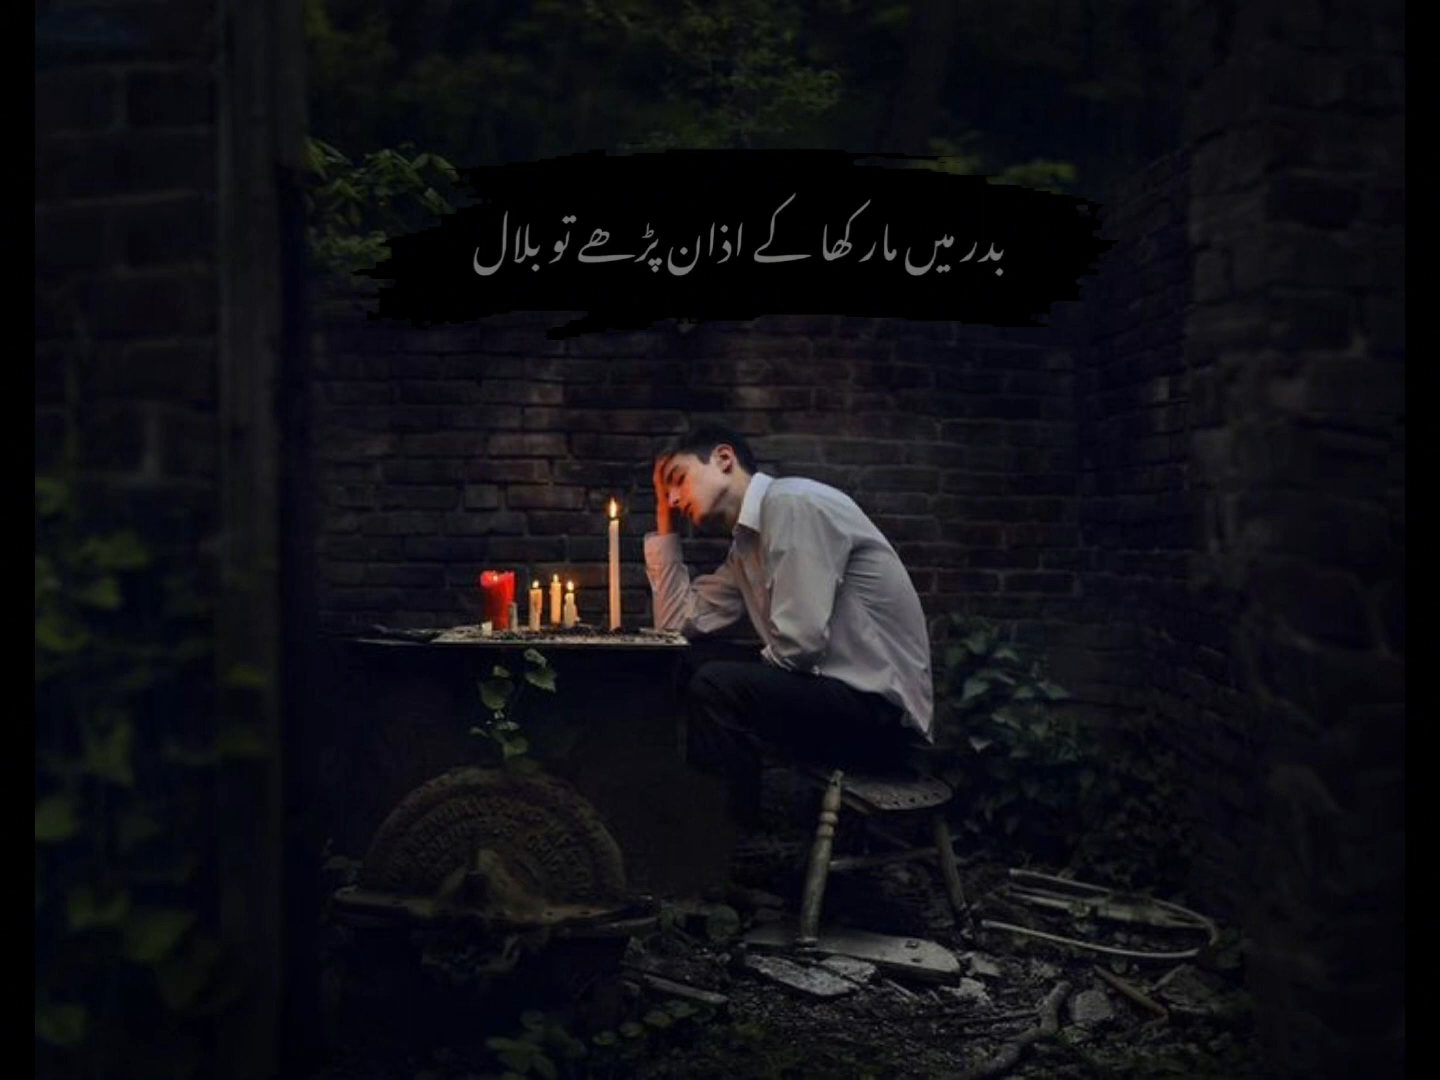 بدر میں مار کھا کے اذان پڑھے تو بلال